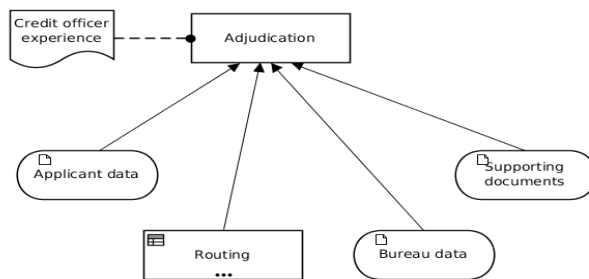 Credit officer
experience
Adjudication
Applicant data
Supporting
documents
Routing
Bureau data